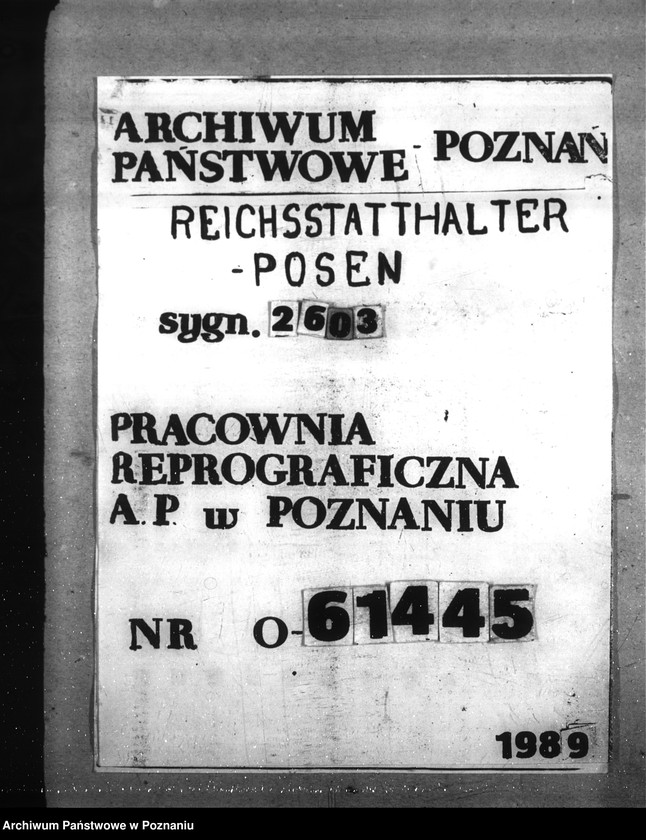 ARCHIWUM
PAŃSTWOWE - POZNAŃ
REICHSSTATTHALTER
-POSEN
sygn. 2603
PRACOWNIA
REPROGRAFICZNA
A.P. w POZNANIU
NR O-61445
1989
Archiwum Państwowe w Poznaniu